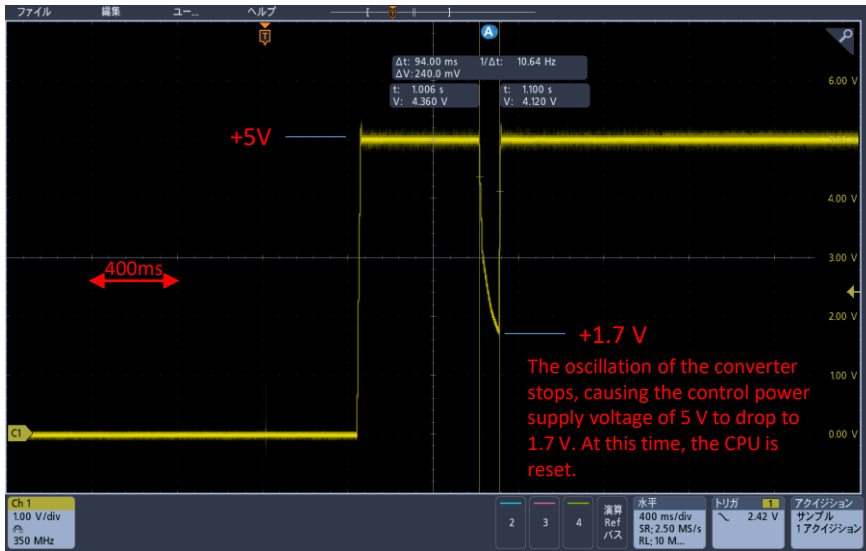 ファイル 編集 ユー... ヘルプ
[ ]
T
A
Δt: 94.00 ms 1/Δt: 10.64 Hz
ΔV: 240.0 mV
t: 1.006 s
V: 4.360 V
t: 1.100 s
V: 4.120 V
6.00 V
+5V
4.00 V
3.00 V
400ms
2.00 V
+1.7 V
The oscillation of the converter
stops, causing the control power
supply voltage of 5 V to drop to
1.7 V. At this time, the CPU is
reset.
1.00 V
C1
0.00 V
Ch 1
1.00 V/div
350 MHz
2
3
4
演算
Ref
バス
水平
400 ms/div
SR: 2.50 MS/s
RL: 10 M...
トリガ 1
2.42 V
アクイジション
サンプル
1 アクイジション